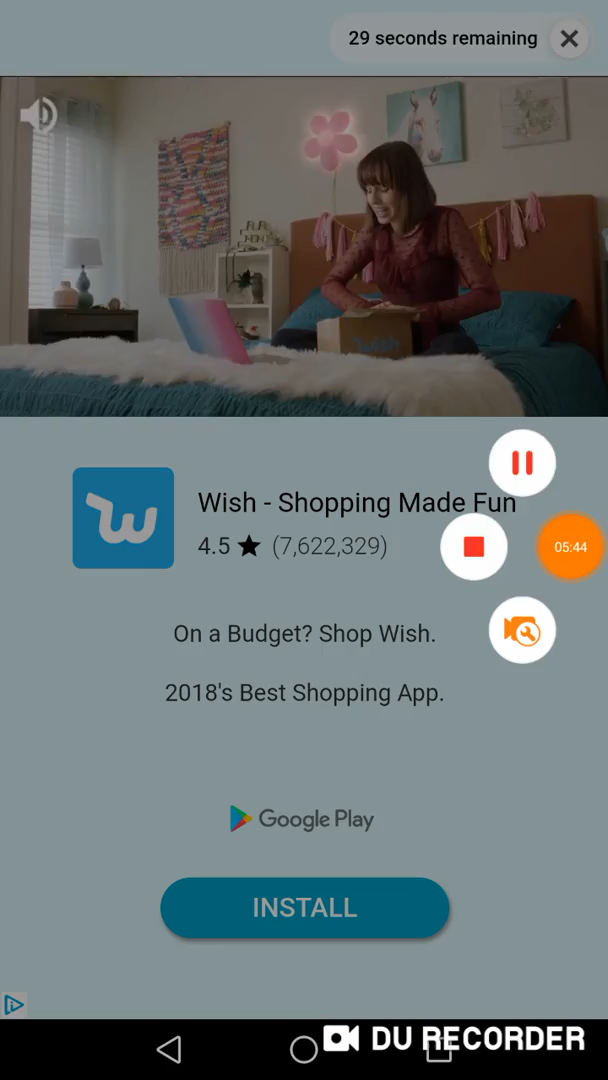 29 seconds remaining
Wish - Shopping Made Fun
4.5 ★ (7,622,329)
05:44
On a Budget? Shop Wish.
2018's Best Shopping App.
Google Play
INSTALL
DU RECORDER